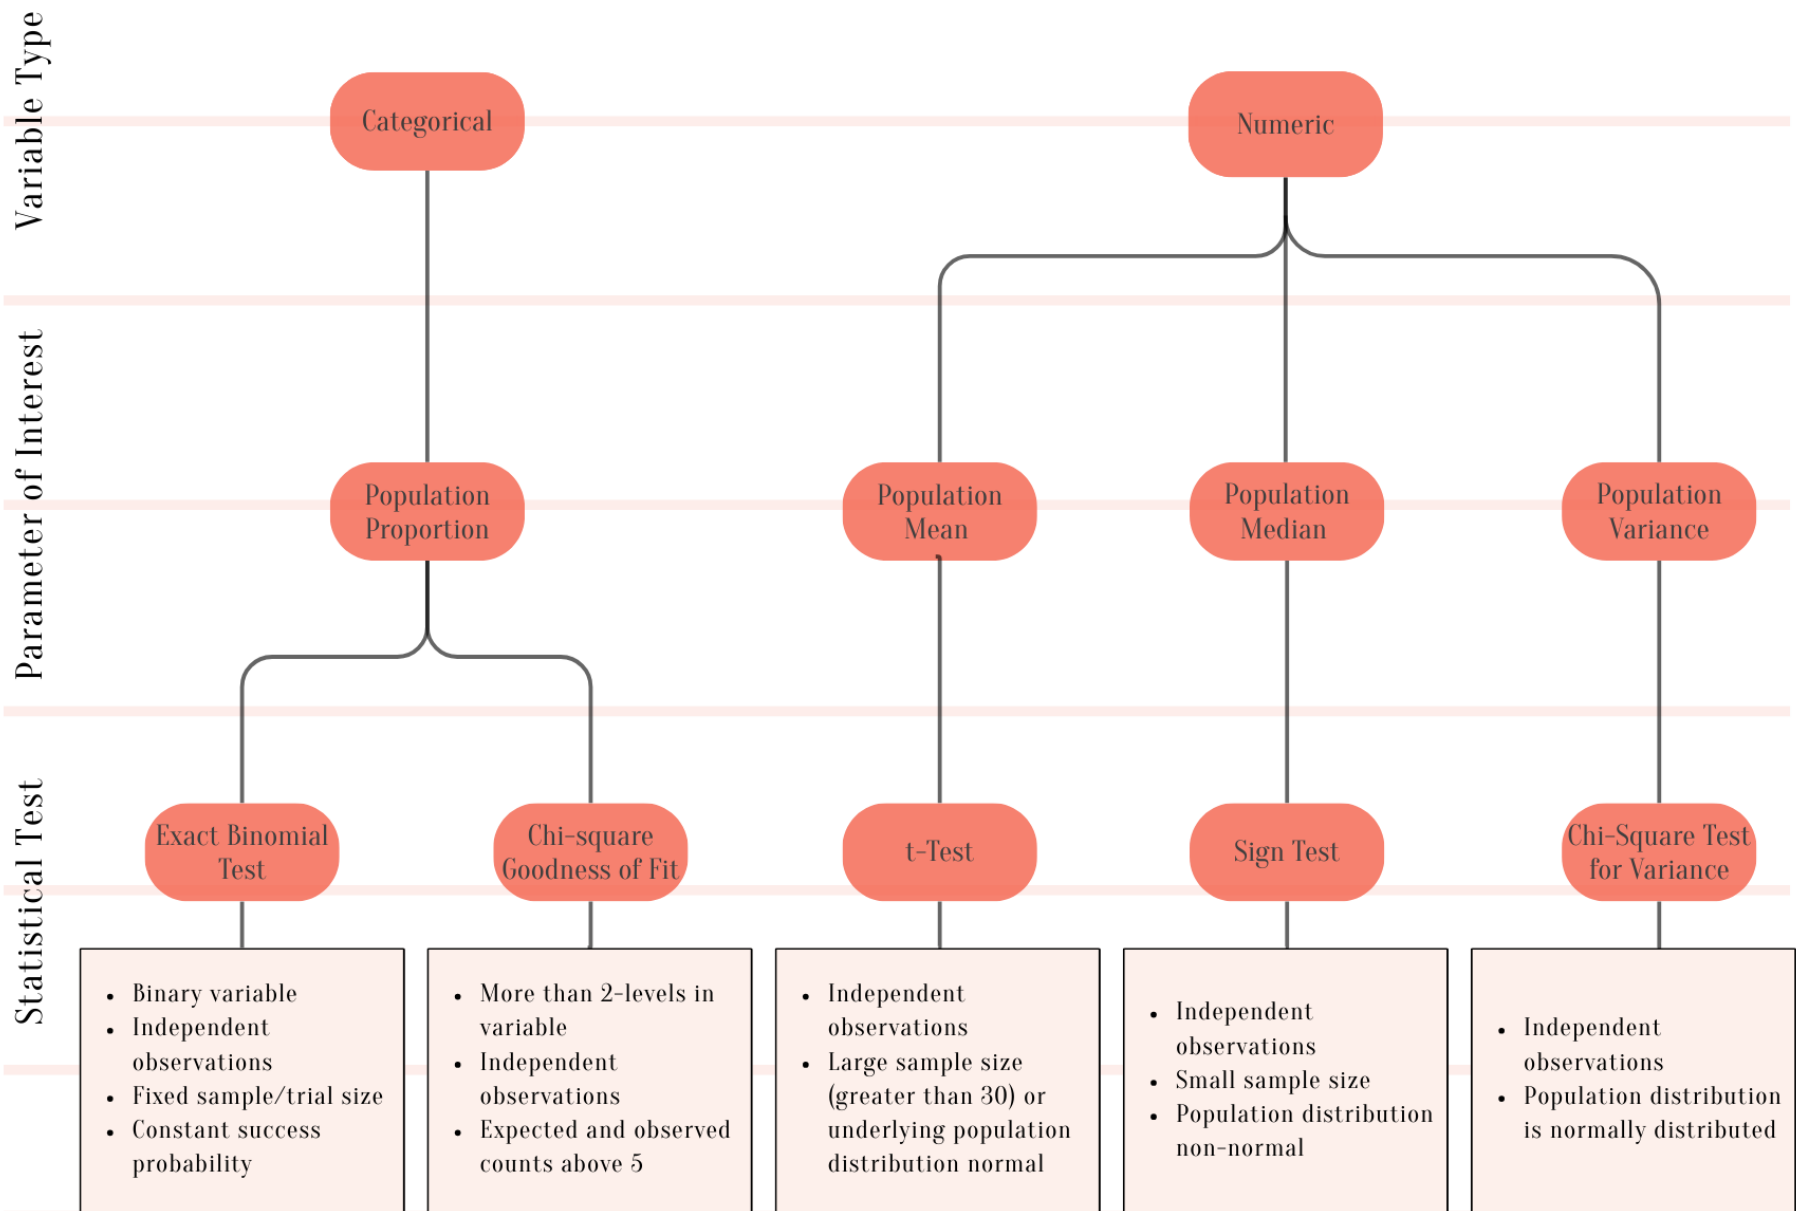 Variable Type
Categorical
Numeric
Parameter of Interest
Population
Proportion
Population
Mean
Population
Median
Population
Variance
Statistical Test
Exact Binomial
Test
Chi-square
Goodness of Fit
t-Test
Sign Test
Chi-Square Test
for Variance
• Binary variable
• Independent
observations
• Fixed sample/trial size
• Constant success
probability
• More than 2-levels in
variable
• Independent
observations
• Expected and observed
counts above 5
• Independent
observations
• Large sample size
(greater than 30) or
underlying population
distribution normal
• Independent
observations
• Small sample size
• Population distribution
non-normal
• Independent
observations
• Population distribution
is normally distributed